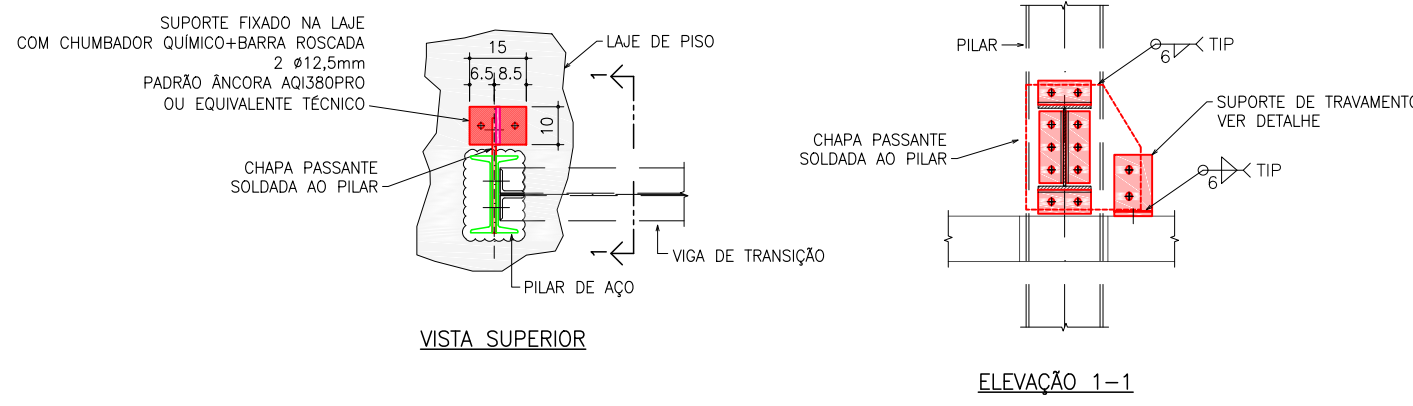 SUPORTE FIXADO NA LAJE
COM CHUMBADOR QUÍMICO+BARRA ROSCADA
2 ø12,5mm
PADRÃO ÂNCORA AQI380PRO
OU EQUIVALENTE TÉCNICO
CHAPA PASSANTE
SOLDADA AO PILAR
15
6.5 8.5
10
LAJE DE PISO
1
1
VIGA DE TRANSIÇÃO
PILAR DE AÇO
VISTA SUPERIOR
PILAR
6
TIP
SUPORTE DE TRAVAMENTO
VER DETALHE
CHAPA PASSANTE
SOLDADA AO PILAR
6
TIP
ELEVAÇÃO 1-1